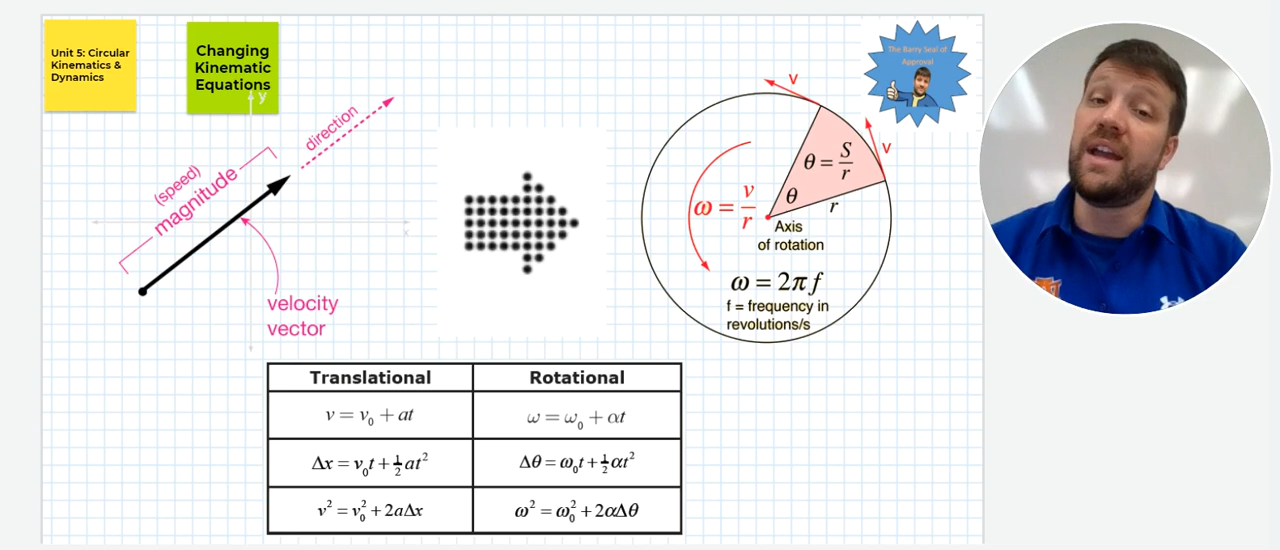 Unit 5: Circular
Kinematics &
Dynamics
Changing
Kinematic
Equations
y
x
direction
(speed)
magnitude
velocity
vector
The Barry Seal of
Approval
v
v
θ = S/r
θ
r
ω = v/r
Axis
of rotation
ω = 2π f
f = frequency in
revolutions/s
Translational Rotational
v = v₀ + at ω = ω₀ + αt
Δx = v₀t + ½at² Δθ = ω₀t + ½αt²
v² = v₀² + 2aΔx ω² = ω₀² + 2αΔθ